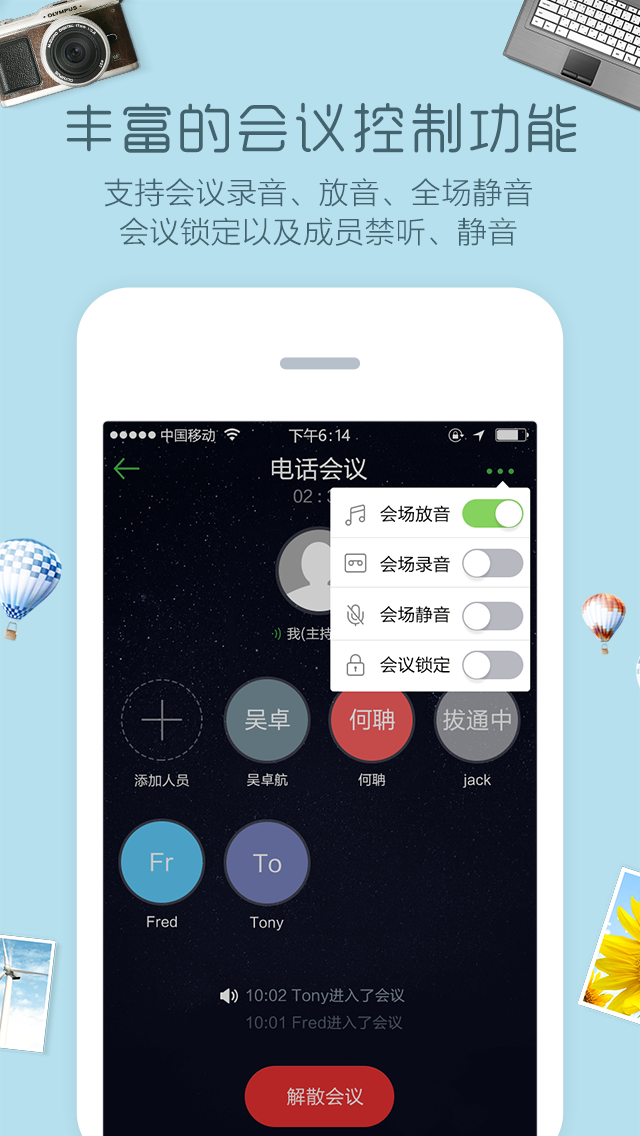 OLYMPUS
丰富的会议控制功能
支持会议录音、放音、全场静音
会议锁定以及成员禁听、静音
中国移动 下午6:14
电话会议
02 :
会场放音
会场录音
会场静音
会议锁定
我(主持
吴卓 何聃 拔通中
添加人员 吴卓航 何聃 jack
Fr To
Fred Tony
10:02 Tony进入了会议
10:01 Fred进入了会议
解散会议